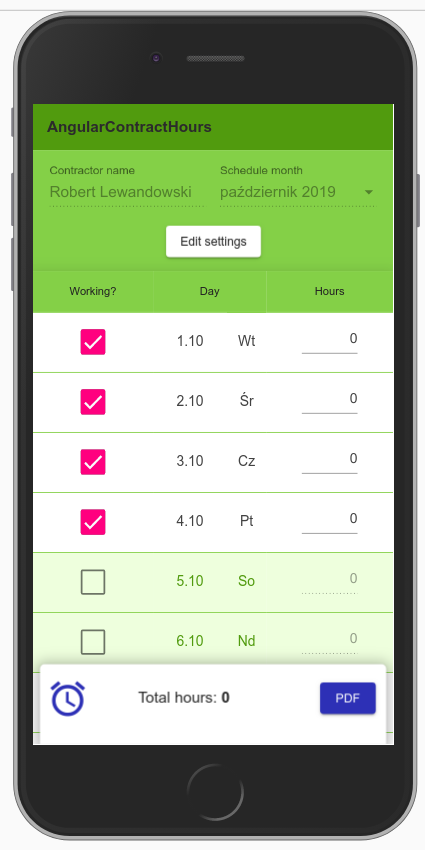 AngularContractHours
Contractor name Schedule month
Robert Lewandowski październik 2019
Edit settings
Working? Day Hours
1.10 Wt 0
2.10 Śr 0
3.10 Cz 0
4.10 Pt 0
5.10 So 0
6.10 Nd 0
Total hours: 0 PDF